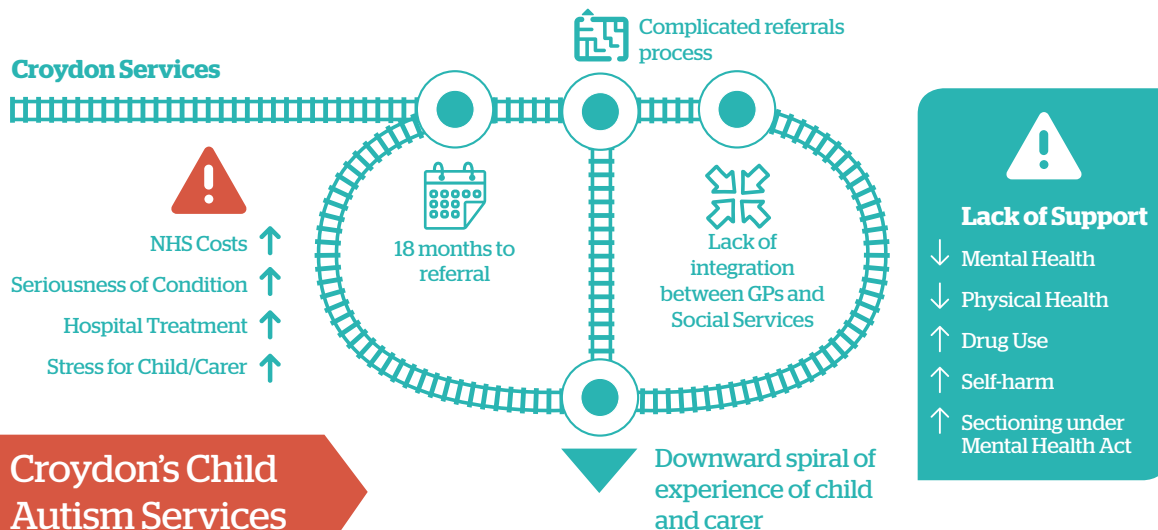 Complicated referrals
process
Croydon Services
18 months to
referral
Lack of
integration
between GPs and
Social Services
NHS Costs
Seriousness of Condition
Hospital Treatment
Stress for Child/Carer
Lack of Support
Mental Health
Physical Health
Drug Use
Self-harm
Sectioning under
Mental Health Act
Downward spiral of
experience of child
and carer
Croydon's Child
Autism Services